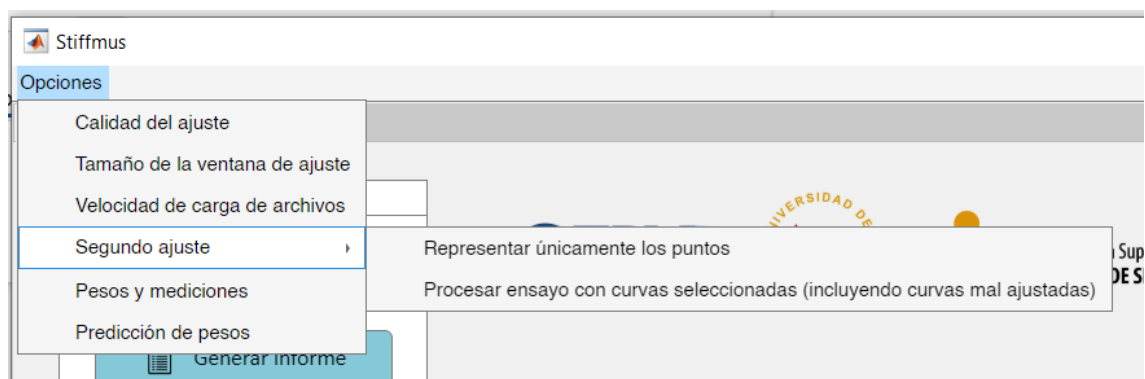 Stiffmus
Opciones
Calidad del ajuste
Tamaño de la ventana de ajuste
Velocidad de carga de archivos
UNIVERSIDAD DE
Segundo ajuste
Representar únicamente los puntos
Procesar ensayo con curvas seleccionadas (incluyendo curvas mal ajustadas)
Pesos y mediciones
Predicción de pesos
Generar Informe